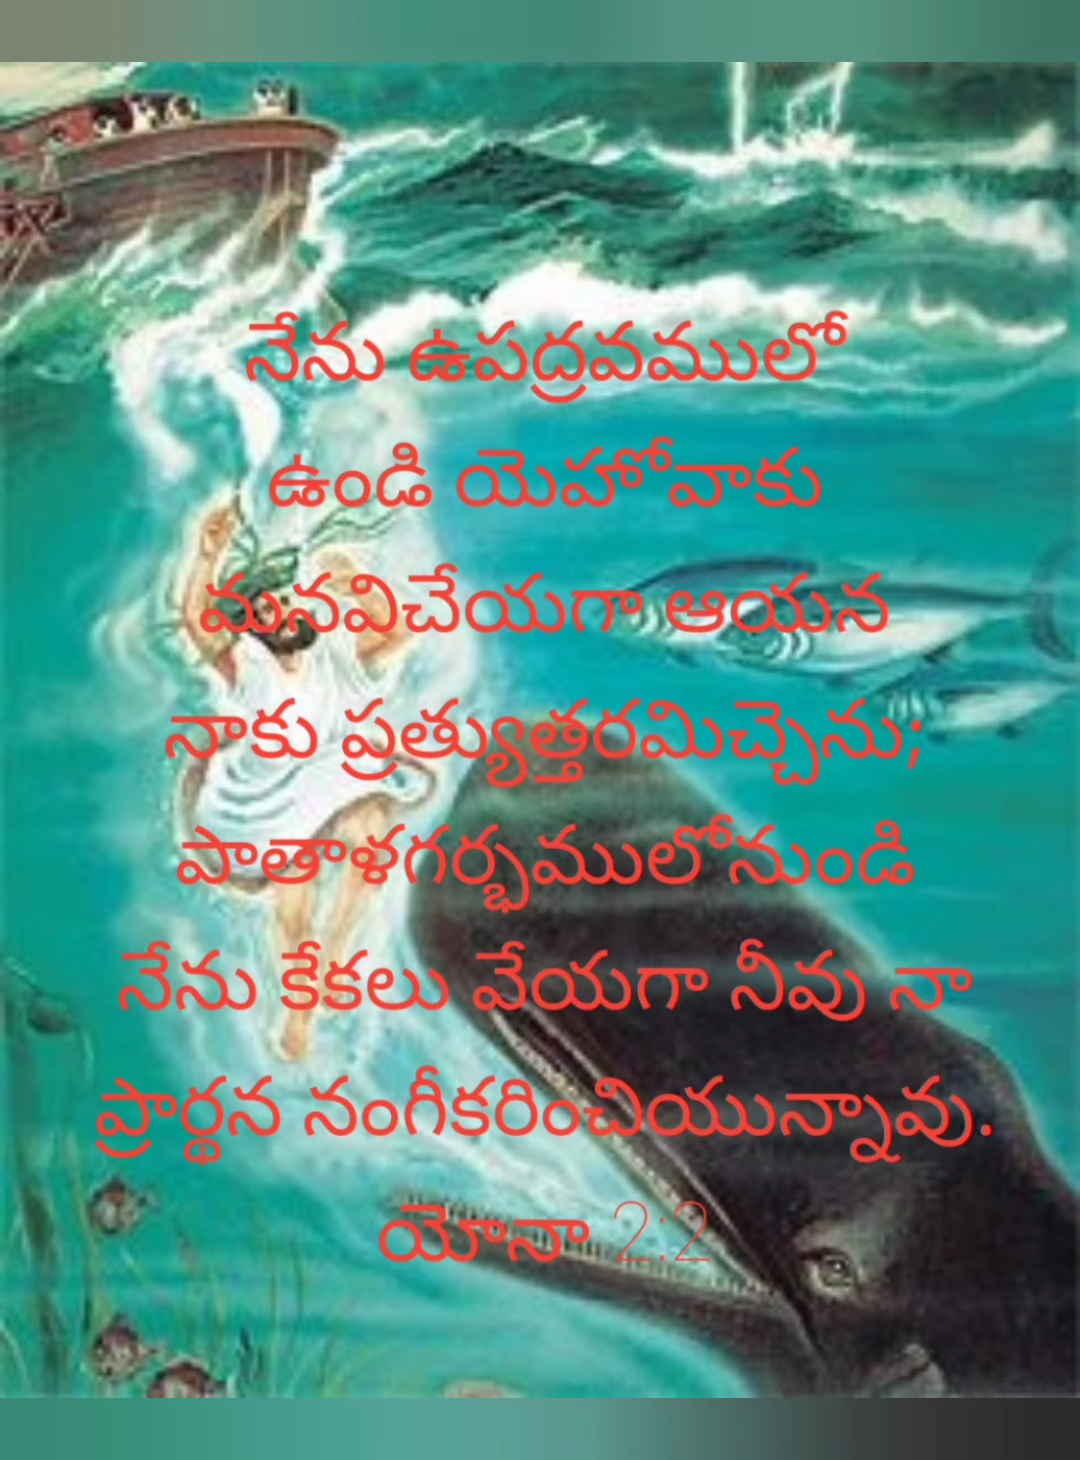 నేను ఉపద్రవములో
ఉండి యెహోవాకు
మనవిచేయగా ఆయన
నాకు ప్రత్యుత్తరమిచ్చెను;
పాతాళగర్భములోనుండి
నేను కేకలు వేయగా నీవు నా
ప్రార్థన నంగీకరించియున్నావు.
యోనా 2:2